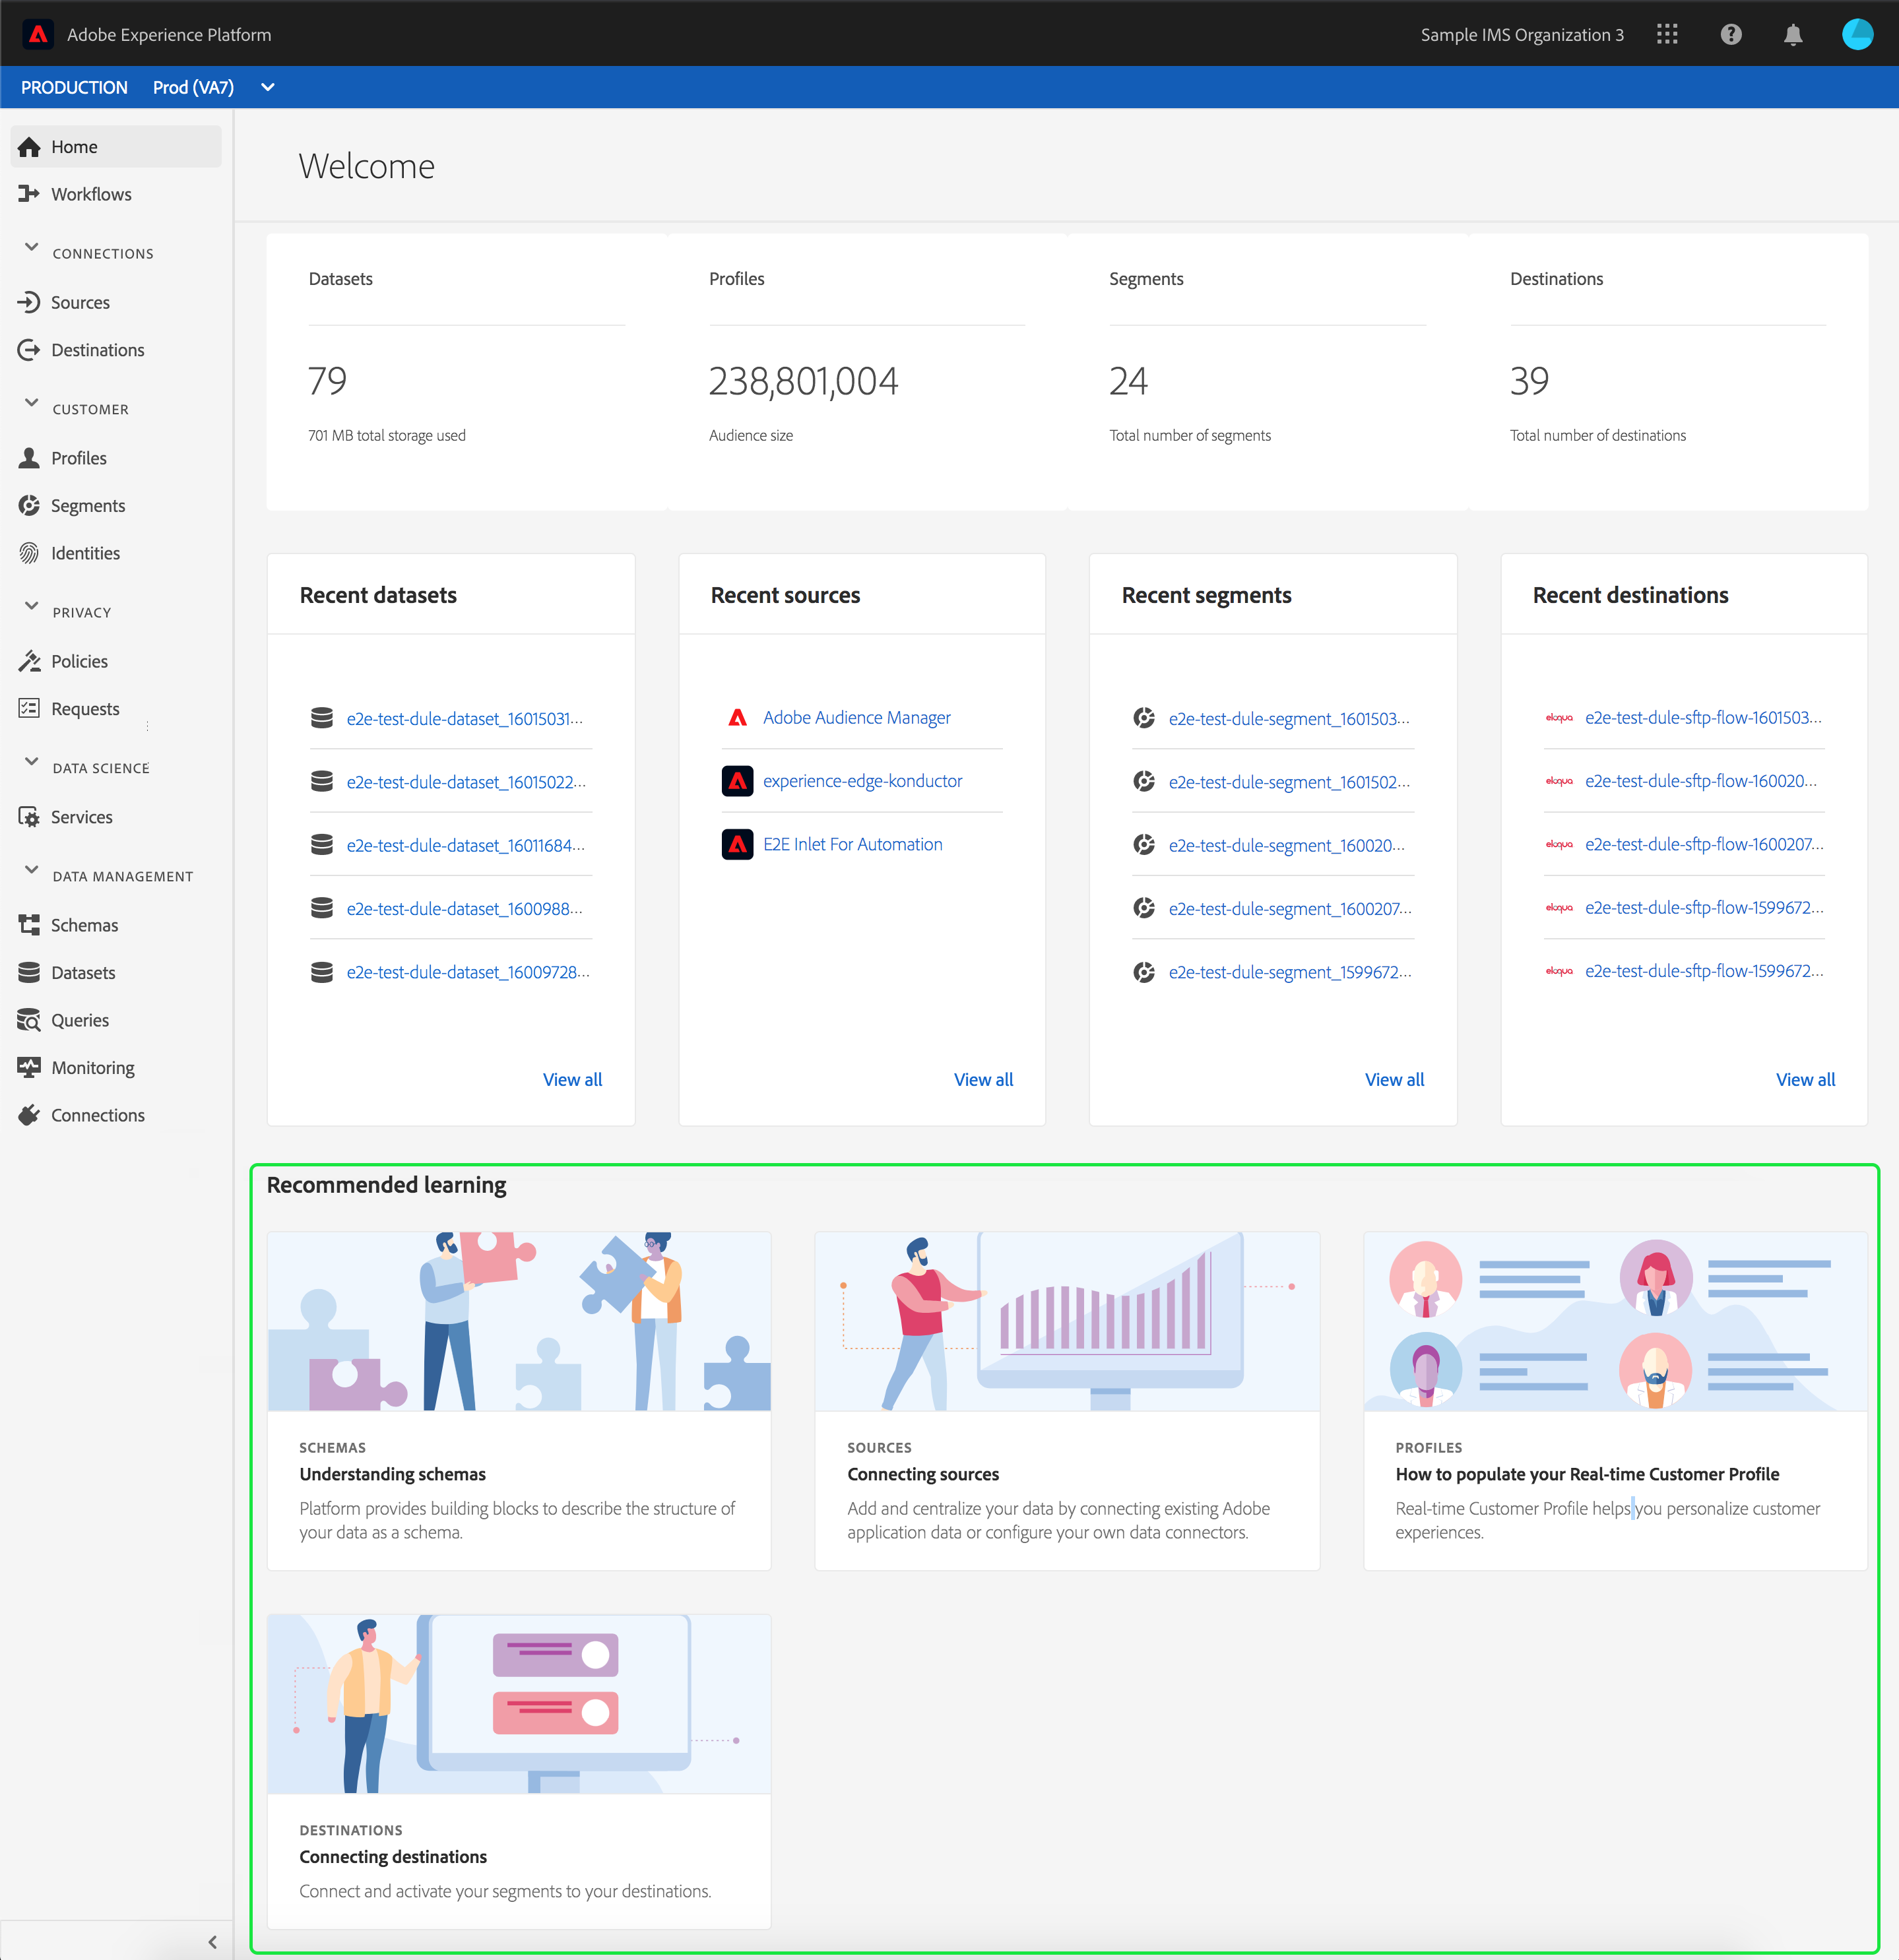 Adobe Experience Platform
Sample IMS Organization 3
PRODUCTION Prod (VA7)
Home
Workflows
CONNECTIONS
Sources
Destinations
CUSTOMER
Profiles
Segments
Identities
PRIVACY
Policies
Requests
DATA SCIENCE
Services
DATA MANAGEMENT
Schemas
Datasets
Queries
Monitoring
Connections
Welcome
Datasets
79
701 MB total storage used
Profiles
238,801,004
Audience size
Segments
24
Total number of segments
Destinations
39
Total number of destinations
Recent datasets
e2e-test-dule-dataset_16015031...
e2e-test-dule-dataset_16015022...
e2e-test-dule-dataset_16011684...
e2e-test-dule-dataset_1600988...
e2e-test-dule-dataset_16009728...
View all
Recent sources
Adobe Audience Manager
experience-edge-konductor
E2E Inlet For Automation
View all
Recent segments
e2e-test-dule-segment_1601503...
e2e-test-dule-segment_1601502...
e2e-test-dule-segment_160020...
e2e-test-dule-segment_1600207...
e2e-test-dule-segment_1599672...
View all
Recent destinations
eloqua e2e-test-dule-sftp-flow-1601503...
eloqua e2e-test-dule-sftp-flow-160020...
eloqua e2e-test-dule-sftp-flow-1600207...
eloqua e2e-test-dule-sftp-flow-1599672...
eloqua e2e-test-dule-sftp-flow-1599672...
View all
Recommended learning
SCHEMAS
Understanding schemas
Platform provides building blocks to describe the structure of
your data as a schema.
SOURCES
Connecting sources
Add and centralize your data by connecting existing Adobe
application data or configure your own data connectors.
PROFILES
How to populate your Real-time Customer Profile
Real-time Customer Profile helps you personalize customer
experiences.
DESTINATIONS
Connecting destinations
Connect and activate your segments to your destinations.